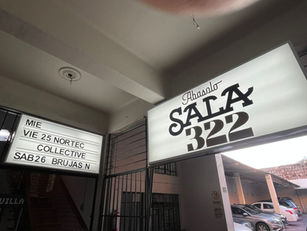 MIE
VIE 25 NORTEC
COLLECTIVE
SAB 26 BRUJAS N
Abasolo
SALA
322